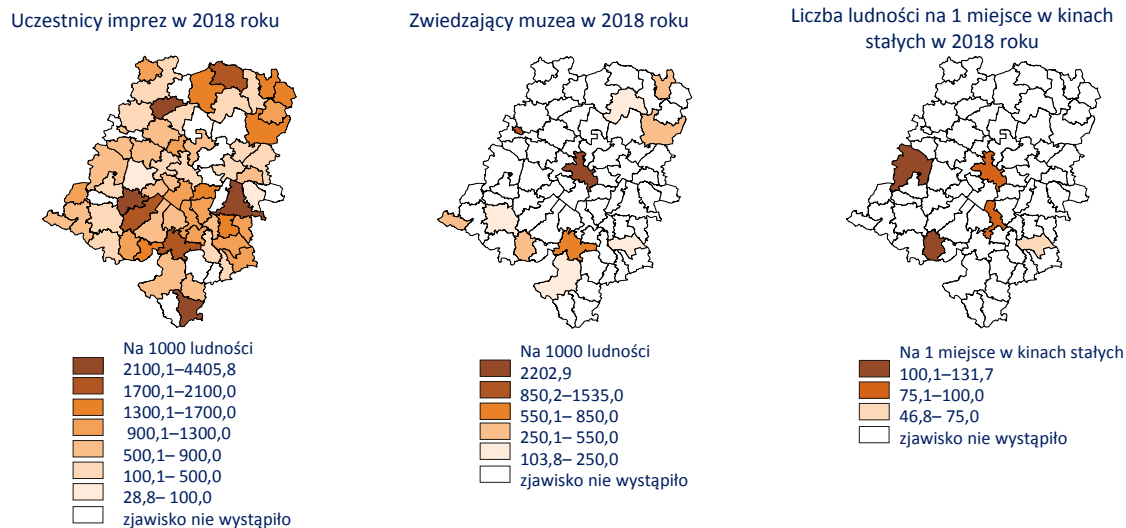 Uczestnicy imprez w 2018 roku
Na 1000 ludności
2100,1–4405,8
1700,1–2100,0
1300,1–1700,0
900,1–1300,0
500,1– 900,0
100,1– 500,0
28,8– 100,0
zjawisko nie wystąpiło
Zwiedzający muzea w 2018 roku
Na 1000 ludności
2202,9
850,2–1535,0
550,1– 850,0
250,1– 550,0
103,8– 250,0
zjawisko nie wystąpiło
Liczba ludności na 1 miejsce w kinach
stałych w 2018 roku
Na 1 miejsce w kinach stałych
100,1–131,7
75,1–100,0
46,8– 75,0
zjawisko nie wystąpiło